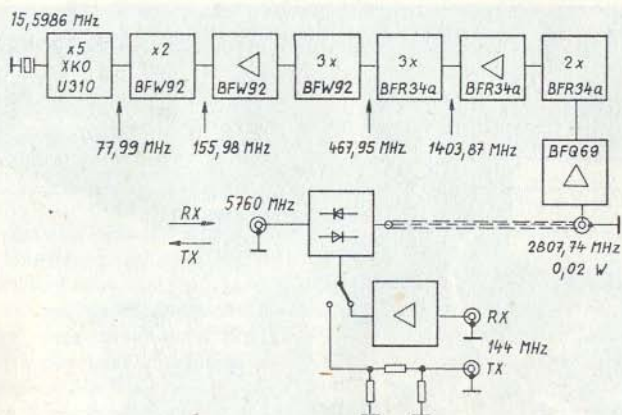 15,5986 MHz
x5
XKO
U310
x2
BFW92
BFW92
3x
BFW92
3x
BFR34a
BFR34a
2x
BFR34a
77,99 MHz
155,98 MHz
467,95 MHz
1403,87 MHz
BFQ69
RX
TX
5760 MHz
2807,74 MHz
0,02 W
RX
144 MHz
TX